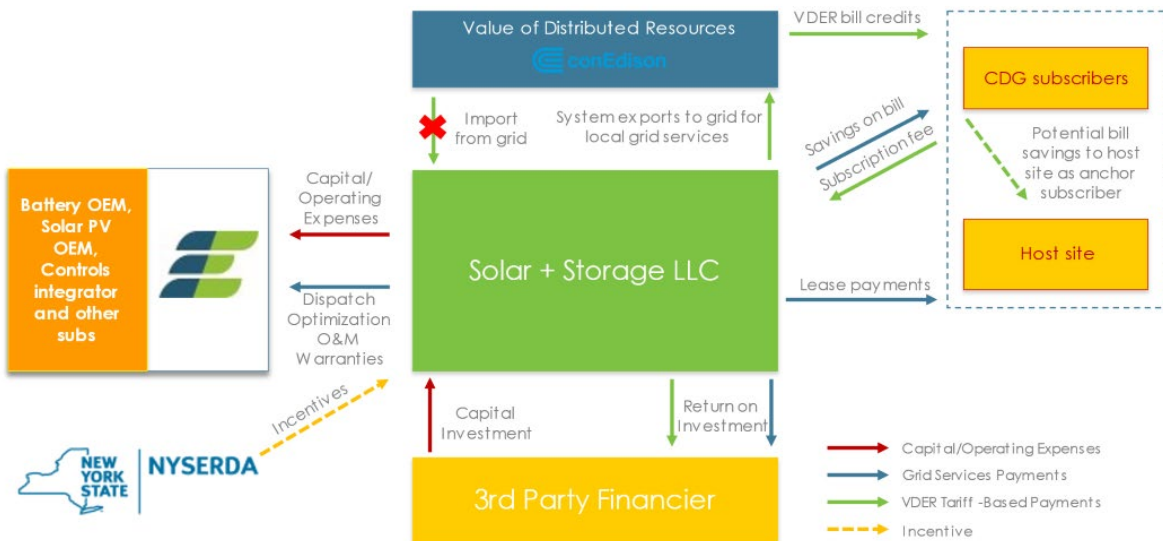 Value of Distributed Resources
conEdison
VDER bill credits
CDG subscribers
Import
from grid
System exports to grid for
local grid services
Savings on bill
Subscription fee
Potential bill
savings to host
site as anchor
subscriber
Host site
Battery OEM,
Solar PV
OEM,
Controls
integrator
and other
subs
Capital/
Operating
Expenses
Dispatch
Optimization
O&M
Warranties
Solar + Storage LLC
Lease payments
Incentives
NEW
YORK
STATE
NYSERDA
Capital
Investment
Return on
Investment
3rd Party Financier
Capital/Operating Expenses
Grid Services Payments
VDER Tariff -Based Payments
Incentive